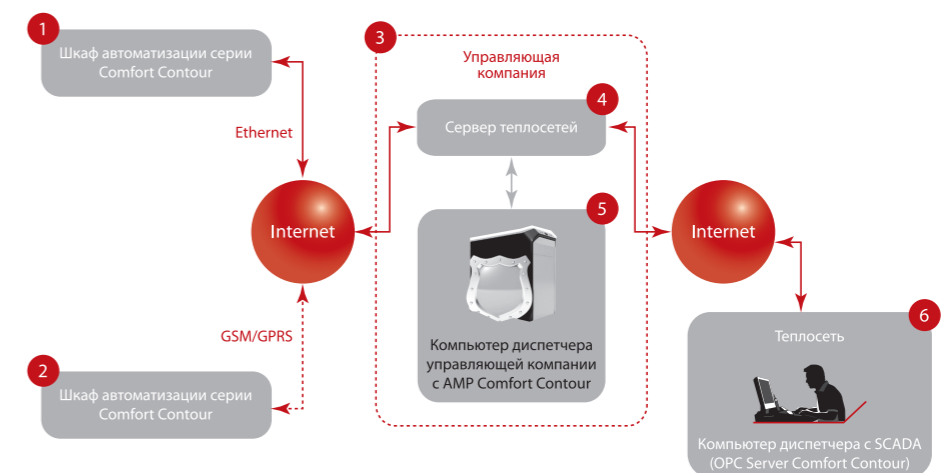 1
Шкаф автоматизации серии
Comfort Contour
Ethernet
Internet
GSM/GPRS
2
Шкаф автоматизации серии
Comfort Contour
3
Управляющая
компания
4
Сервер теплосетей
5
Компьютер диспетчера
управляющей компании
с AMP Comfort Contour
Internet
6
Теплосеть
Компьютер диспетчера с SCADA
(OPC Server Comfort Contour)